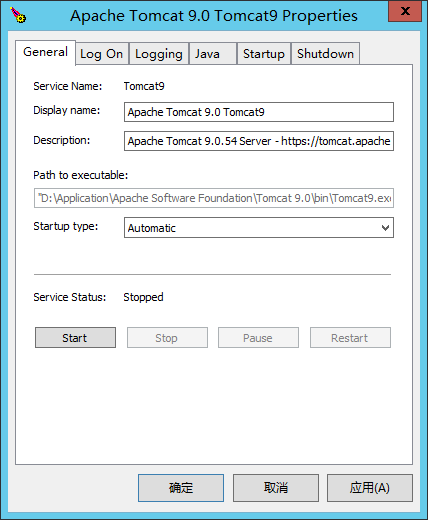 Apache Tomcat 9.0 Tomcat9 Properties
x
General Log On Logging Java Startup Shutdown
Service Name: Tomcat9
Display name: Apache Tomcat 9.0 Tomcat9
Description: Apache Tomcat 9.0.54 Server - https://tomcat.apache
Path to executable:
"D:\Application\Apache Software Foundation\Tomcat 9.0\bin\Tomcat9.exe
Startup type: Automatic
Service Status: Stopped
Start Stop Pause Restart
确定 取消 应用(A)